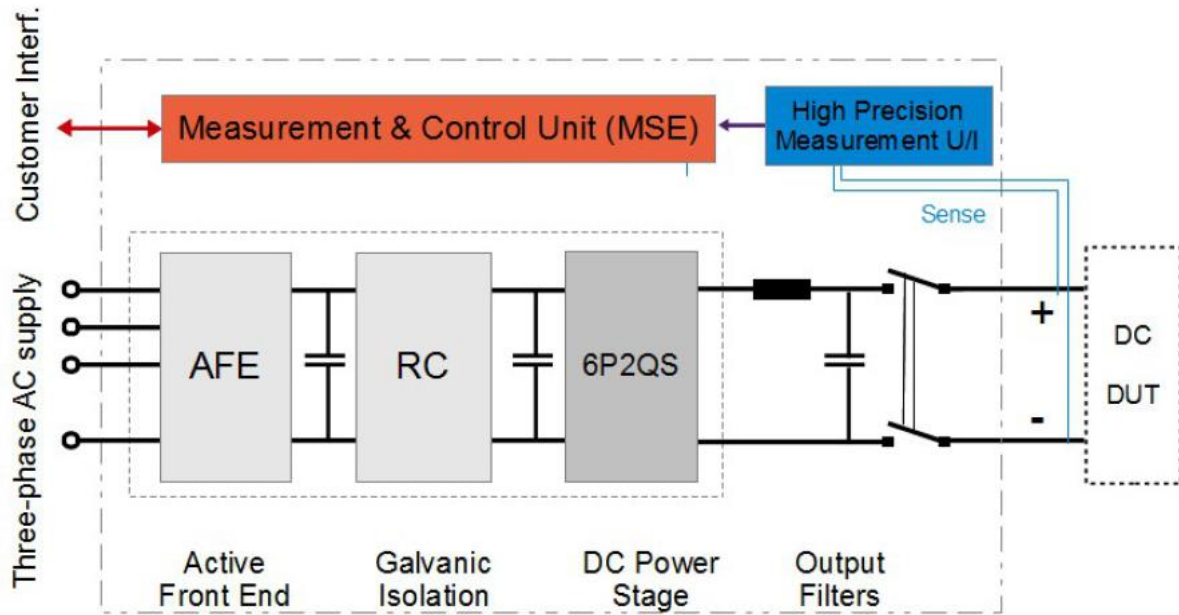 Customer Interf.
Measurement & Control Unit (MSE)
High Precision
Measurement U/I
Sense
Three-phase AC supply
AFE
RC
6P2QS
+
-
DC
DUT
Active
Front End
Galvanic
Isolation
DC Power
Stage
Output
Filters